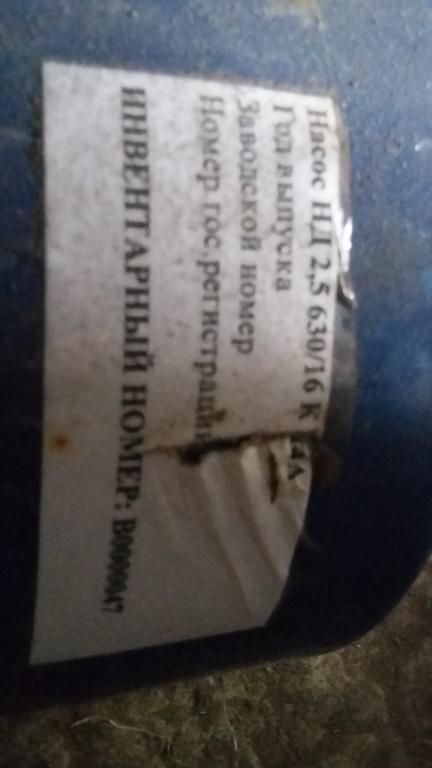 Насос НД 2,5 630/16 К
Год выпуска
Заводской номер
Номер гос.регистрации
ИНВЕНТАРНЫЙ НОМЕР: В0000047